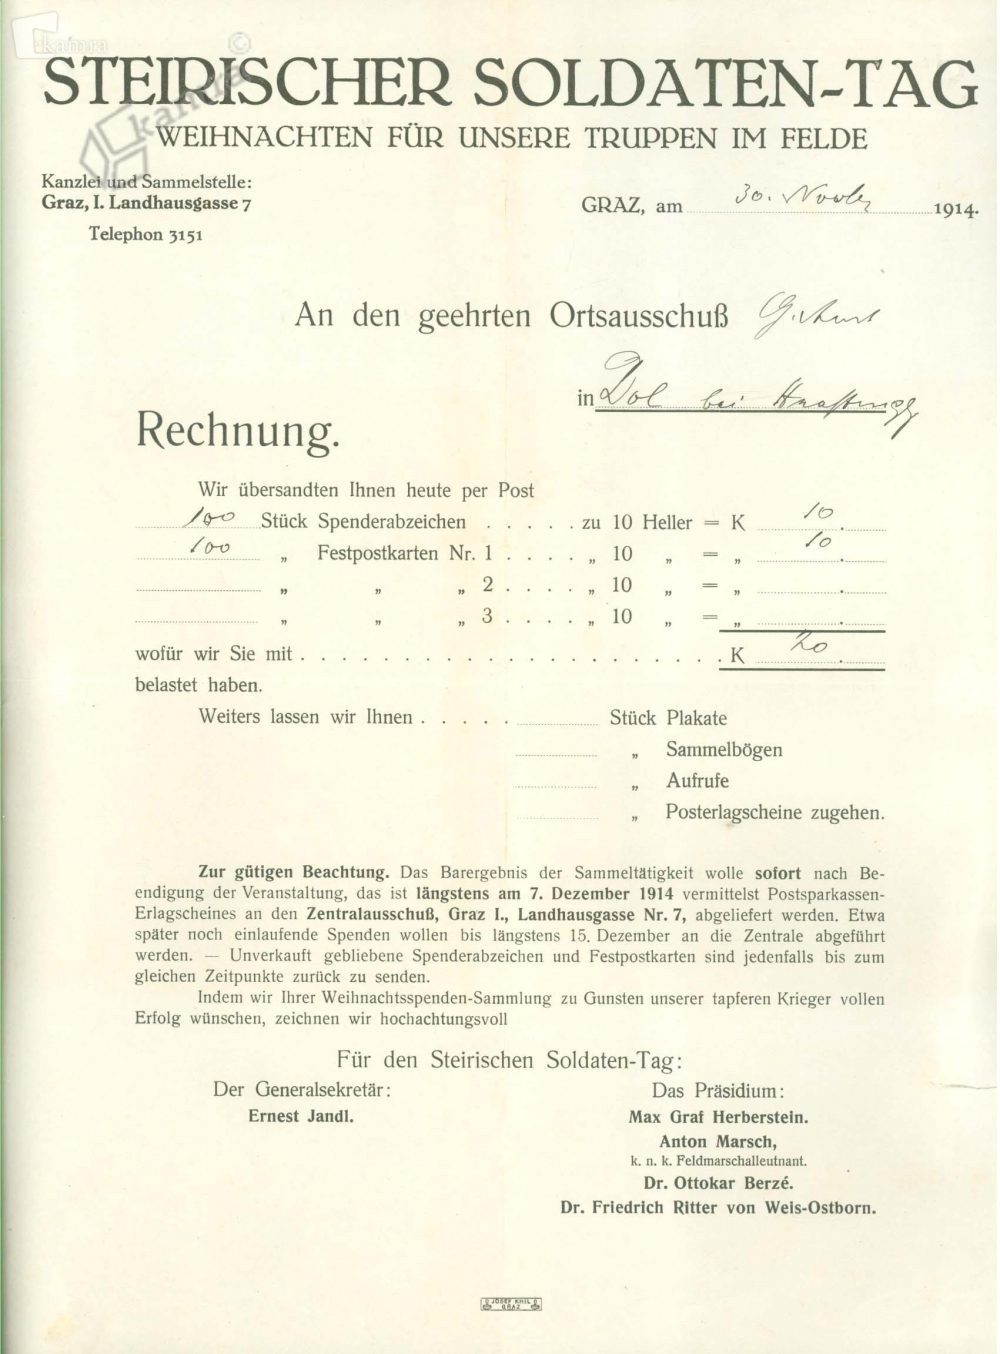 kamra
©
kamra
STEIRISCHER SOLDATEN-TAG
WEIHNACHTEN FÜR UNSERE TRUPPEN IM FELDE
Kanzlei und Sammelstelle:
Graz, I. Landhausgasse 7
Telephon 3151
GRAZ, am 30. 1914.
An den geehrten Ortsausschuß
in Dol bei
Rechnung.
Wir übersandten Ihnen heute per Post
100 Stück Spenderabzeichen . . . . . zu 10 Heller = K 10.
100 „ Festpostkarten Nr. 1 . . . . „ 10 „ = „ 10.
„ „ „ 2 . . . . „ 10 „ = „ .
„ „ „ 3 . . . . „ 10 „ = „ .
wofür wir Sie mit . . . . . . . . . . . . . . . . . . . . . K 20.
belastet haben.
Weiters lassen wir Ihnen . . . . . Stück Plakate
„ Sammelbögen
„ Aufrufe
„ Posterlagscheine zugehen.
Zur gütigen Beachtung. Das Barergebnis der Sammeltätigkeit wolle sofort nach Be-
endigung der Veranstaltung, das ist längstens am 7. Dezember 1914 vermittelst Postsparkassen-
Erlagscheines an den Zentralausschuß, Graz I., Landhausgasse Nr. 7, abgeliefert werden. Etwa
später noch einlaufende Spenden wollen bis längstens 15. Dezember an die Zentrale abgeführt
werden. — Unverkauft gebliebene Spenderabzeichen und Festpostkarten sind jedenfalls bis zum
gleichen Zeitpunkte zurück zu senden.
Indem wir Ihrer Weihnachtsspenden-Sammlung zu Gunsten unserer tapferen Krieger vollen
Erfolg wünschen, zeichnen wir hochachtungsvoll
Für den Steirischen Soldaten-Tag:
Der Generalsekretär:
Ernest Jandl.
Das Präsidium:
Max Graf Herberstein.
Anton Marsch,
k. n. k. Feldmarschalleutnant.
Dr. Ottokar Berzé.
Dr. Friedrich Ritter von Weis-Ostborn.
JOSEF KHIL
GRAZ